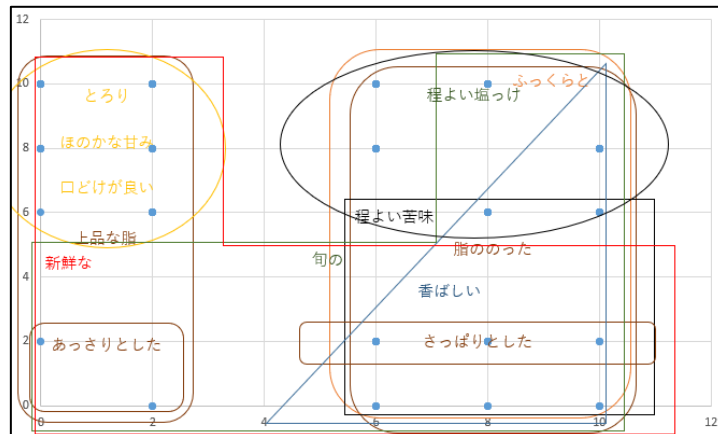 12
10
8
6
4
2
0
とろり
ふっくらと
程よい塩っけ
ほのかな甘み
口どけが良い
程よい苦味
上品な脂
脂ののった
新鮮な
旬の
香ばしい
あっさりとした
さっぱりとした
0 2 4 6 8 10 12